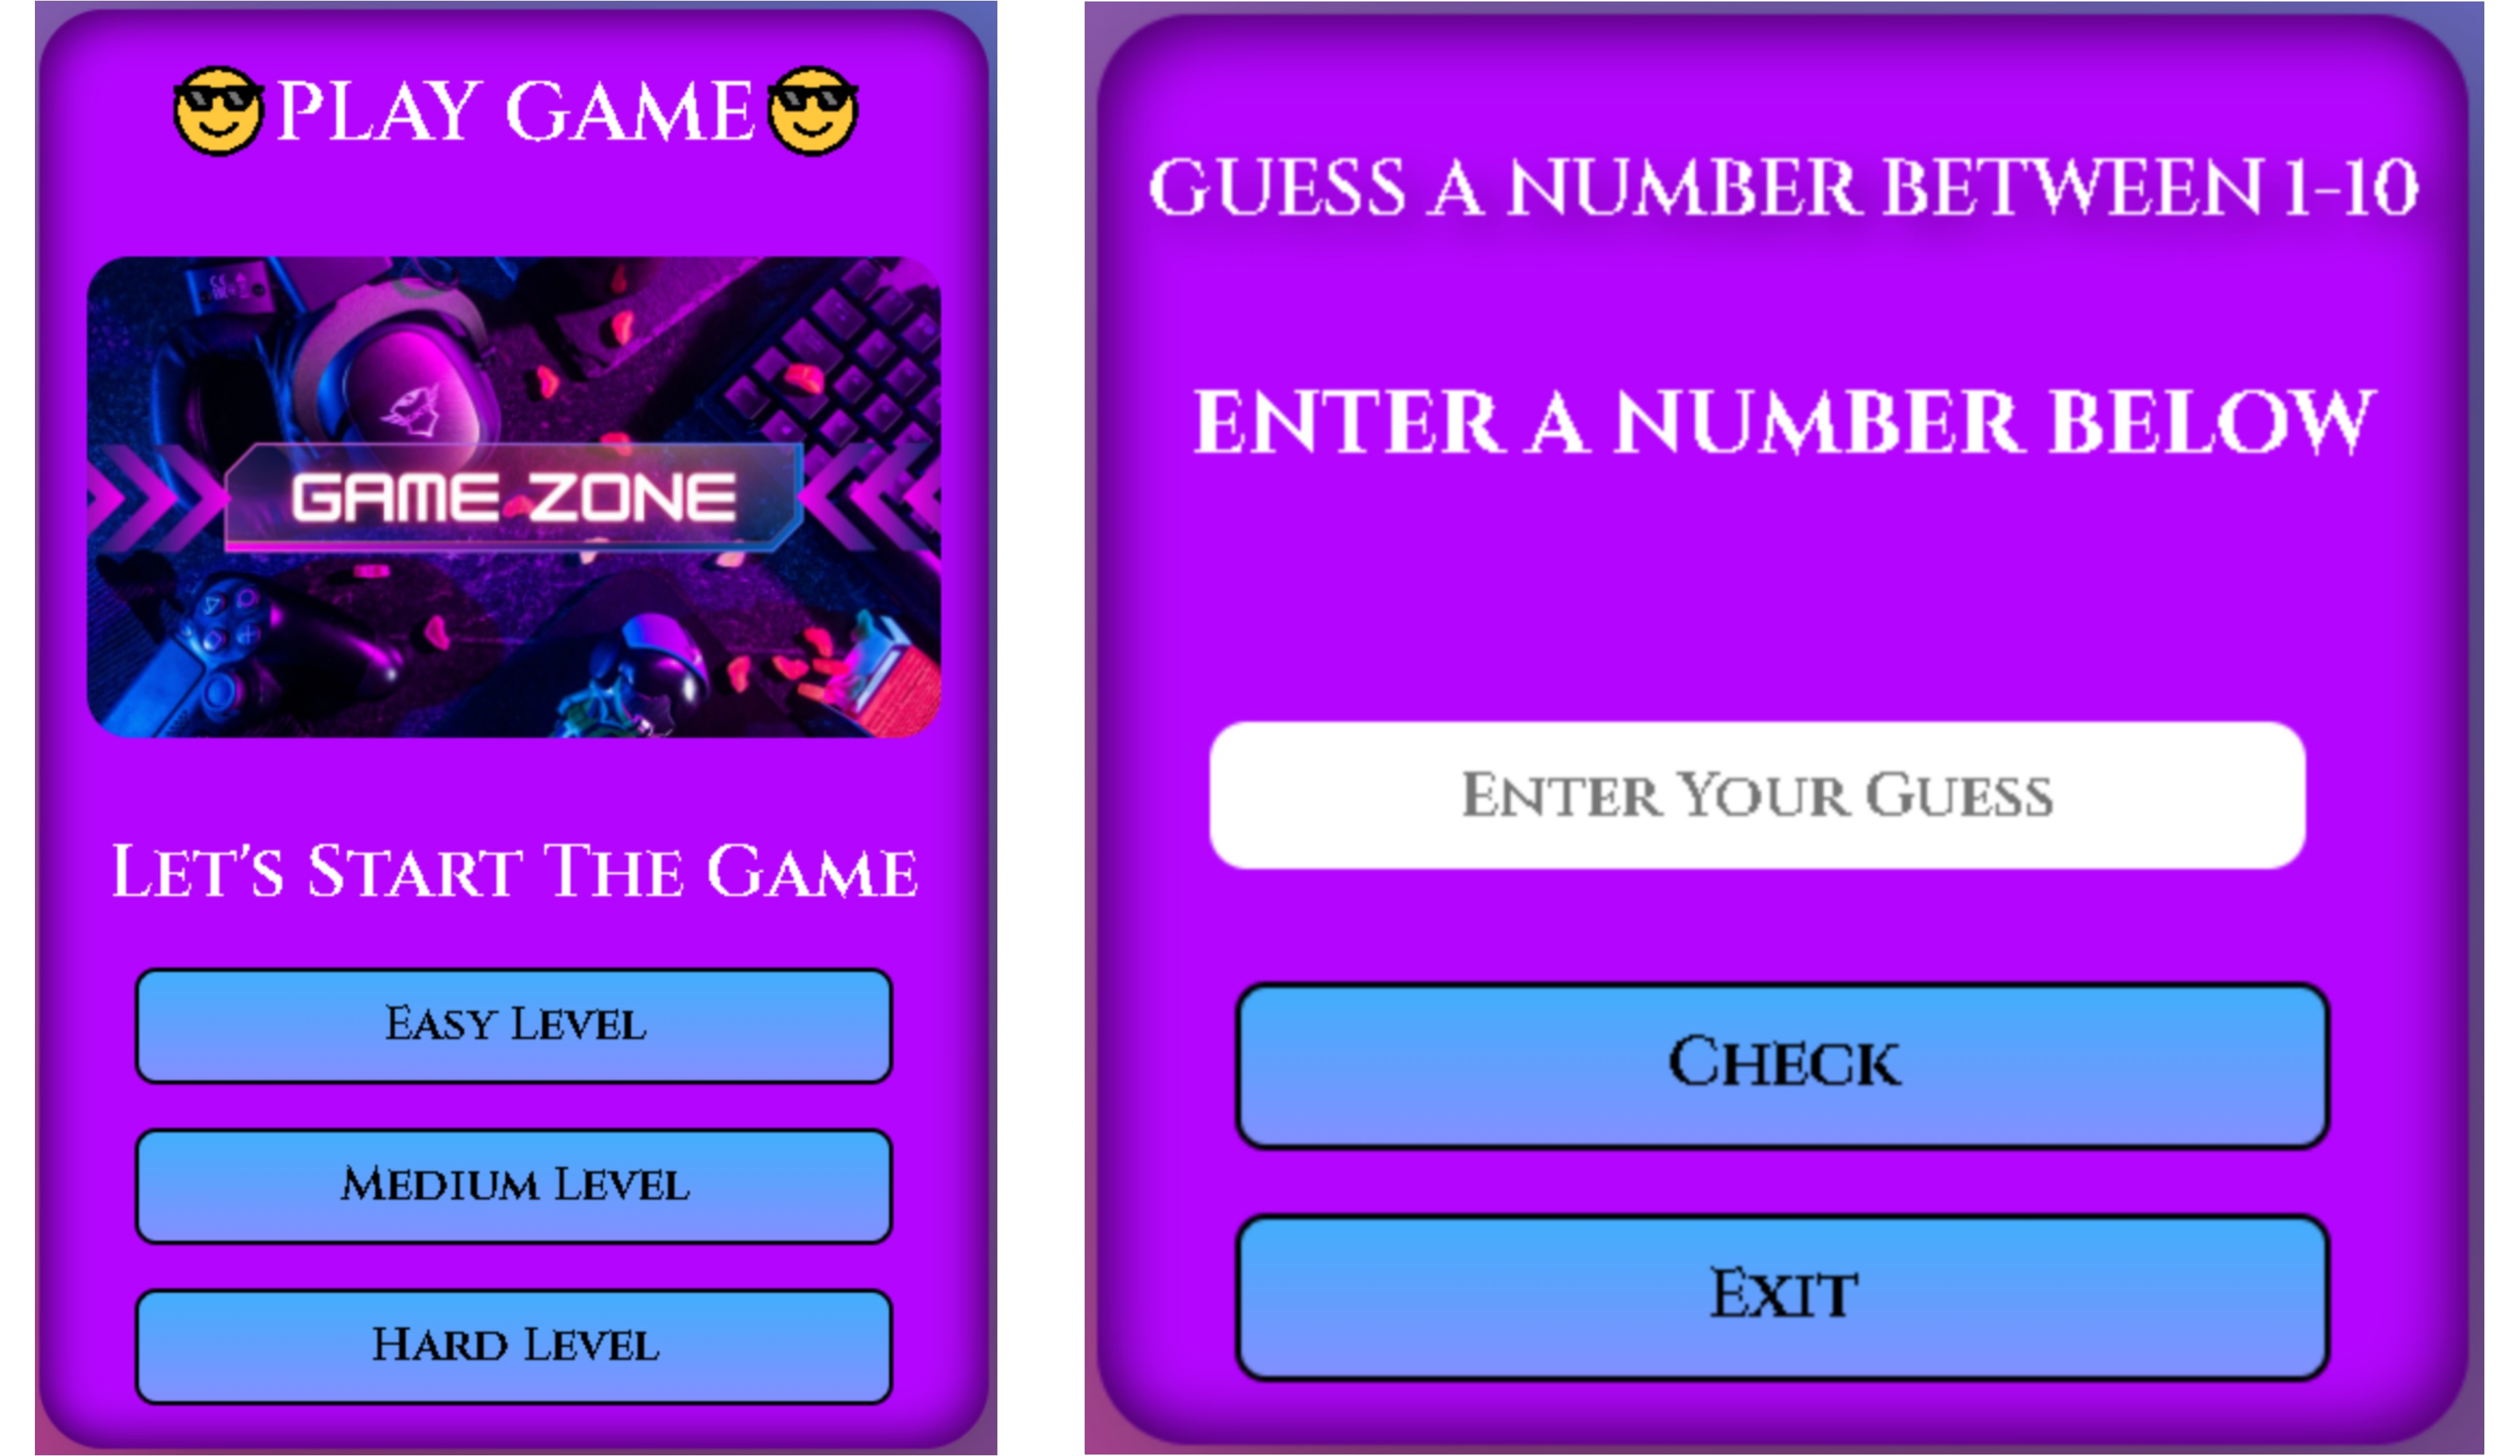 PLAY GAME
GAME ZONE
Let's Start The Game
Easy Level
Medium Level
Hard Level
GUESS A NUMBER BETWEEN 1-10
ENTER A NUMBER BELOW
Enter Your Guess
Check
Exit